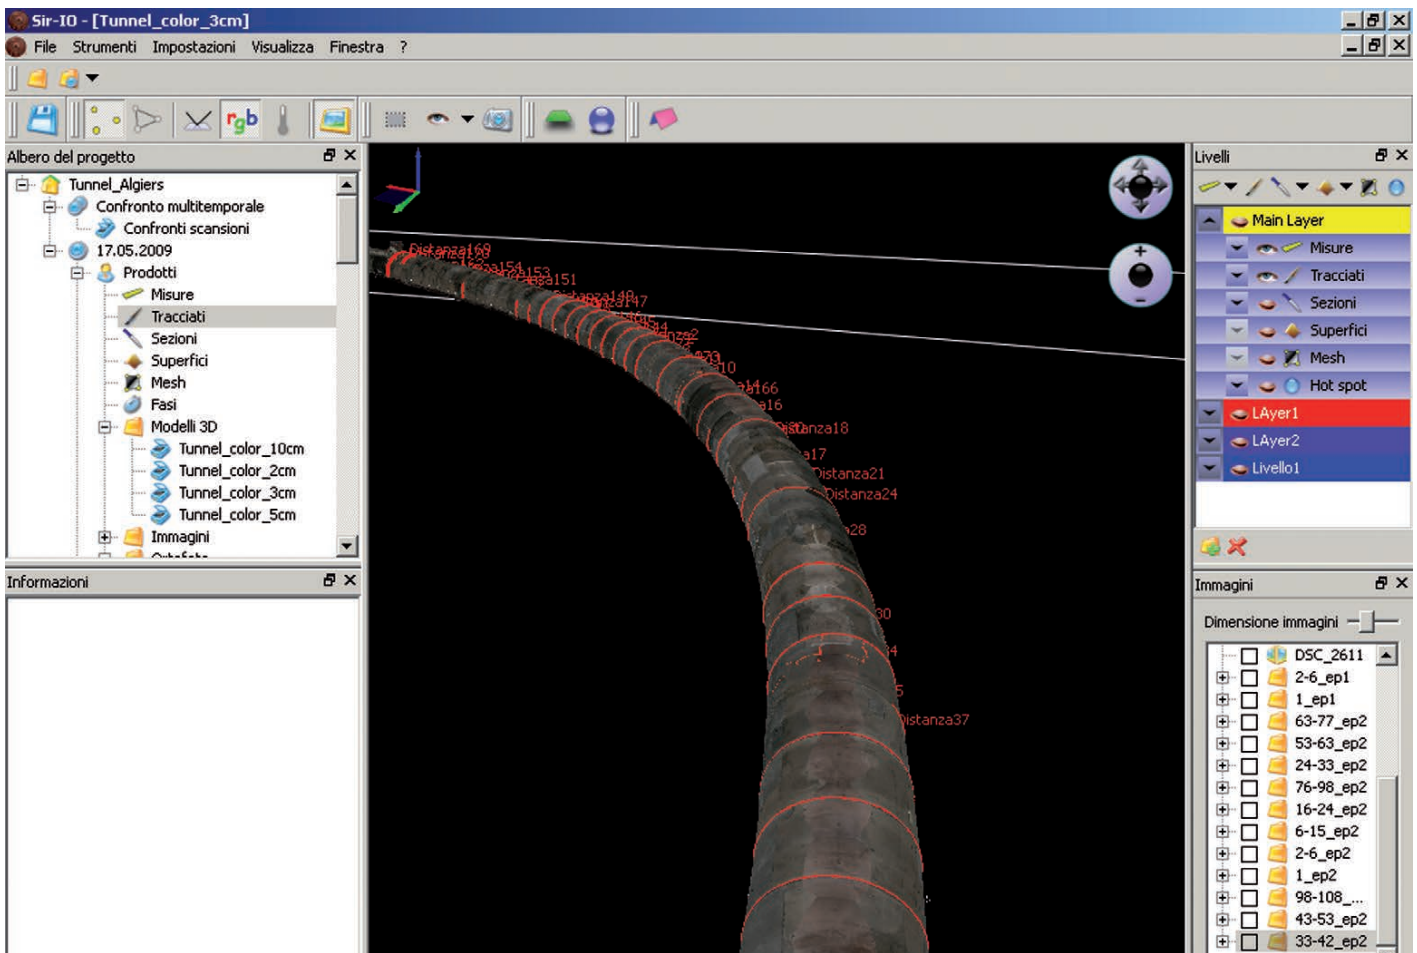 Sir-IO - [Tunnel_color_3cm]
File Strumenti Impostazioni Visualizza Finestra ?
rgb
Albero del progetto
Tunnel_Algiers
Confronto multitemporale
Confronti scansioni
17.05.2009
Prodotti
Misure
Tracciati
Sezioni
Superfici
Mesh
Fasi
Modelli 3D
Tunnel_color_10cm
Tunnel_color_2cm
Tunnel_color_3cm
Tunnel_color_5cm
Immagini
Informazioni
Distanza169
Distanza18
Distanza21
Distanza24
Distanza37
Livelli
Main Layer
Misure
Tracciati
Sezioni
Superfici
Mesh
Hot spot
LAyer1
LAyer2
Livello1
Immagini
Dimensione immagini
DSC_2611
2-6_ep1
1_ep1
63-77_ep2
53-63_ep2
24-33_ep2
76-98_ep2
16-24_ep2
6-15_ep2
2-6_ep2
1_ep2
98-108_...
43-53_ep2
33-42_ep2